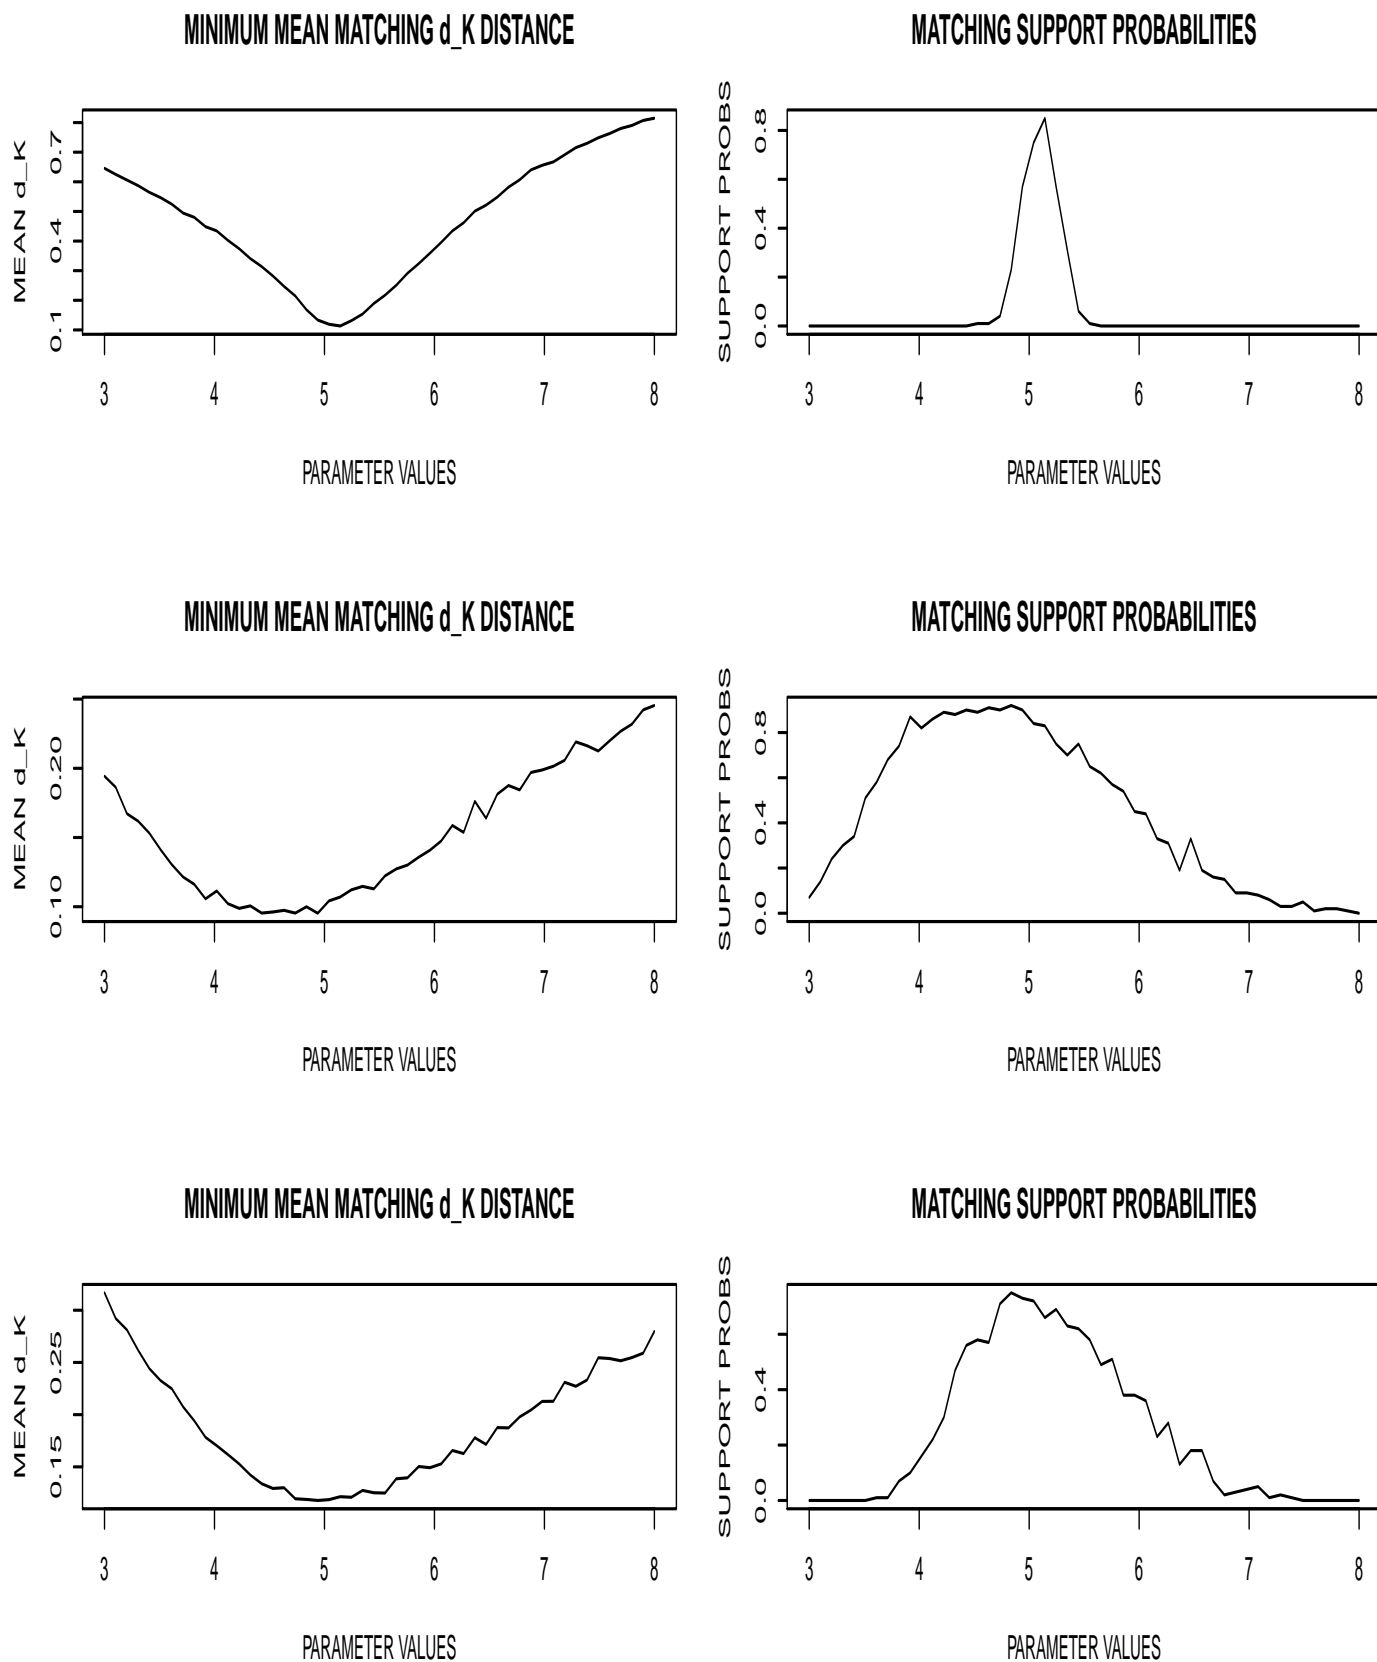 MINIMUM MEAN MATCHING d_K DISTANCE
MEAN d_K
0.1 0.4 0.7
3 4 5 6 7 8
PARAMETER VALUES
MATCHING SUPPORT PROBABILITIES
SUPPORT PROBS
0.0 0.4 0.8
3 4 5 6 7 8
PARAMETER VALUES
MINIMUM MEAN MATCHING d_K DISTANCE
MEAN d_K
0.10 0.20
3 4 5 6 7 8
PARAMETER VALUES
MATCHING SUPPORT PROBABILITIES
SUPPORT PROBS
0.0 0.4 0.8
3 4 5 6 7 8
PARAMETER VALUES
MINIMUM MEAN MATCHING d_K DISTANCE
MEAN d_K
0.15 0.25
3 4 5 6 7 8
PARAMETER VALUES
MATCHING SUPPORT PROBABILITIES
SUPPORT PROBS
0.0 0.4
3 4 5 6 7 8
PARAMETER VALUES